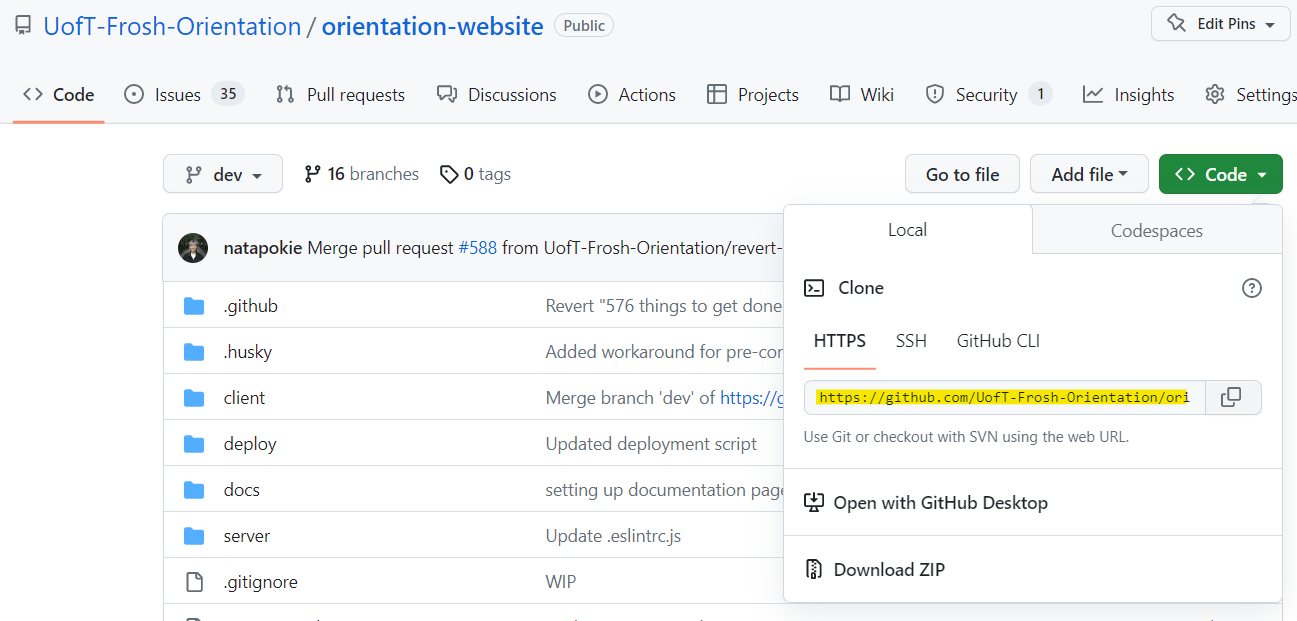 UofT-Frosh-Orientation / orientation-website Public
Edit Pins
Code Issues 35 Pull requests Discussions Actions Projects Wiki Security 1 Insights Settings
dev 16 branches 0 tags Go to file Add file Code
natapokie Merge pull request #588 from UofT-Frosh-Orientation/revert-
.github Revert "576 things to get done
.husky Added workaround for pre-con
client Merge branch 'dev' of https://g
deploy Updated deployment script
docs setting up documentation page
server Update .eslintrc.js
.gitignore WIP
Local Codespaces
Clone
HTTPS SSH GitHub CLI
https://github.com/UofT-Frosh-Orientation/ori
Use Git or checkout with SVN using the web URL.
Open with GitHub Desktop
Download ZIP